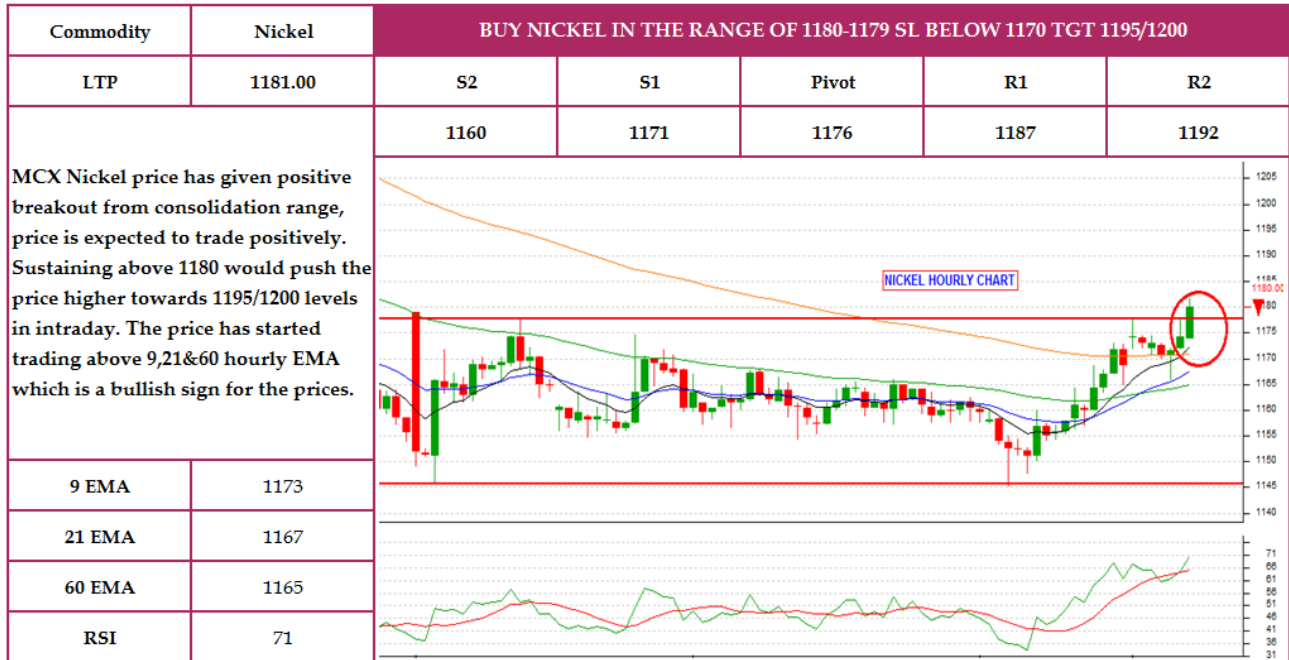 Commodity Nickel BUY NICKEL IN THE RANGE OF 1180-1179 SL BELOW 1170 TGT 1195/1200
LTP 1181.00 S2 S1 Pivot R1 R2
1160 1171 1176 1187 1192
MCX Nickel price has given positive
breakout from consolidation range,
price is expected to trade positively.
Sustaining above 1180 would push the
price higher towards 1195/1200 levels
in intraday. The price has started
trading above 9,21&60 hourly EMA
which is a bullish sign for the prices.
9 EMA 1173
21 EMA 1167
60 EMA 1165
RSI 71
NICKEL HOURLY CHART
1205
1200
1195
1190
1185
1180.00
1180
1175
1170
1165
1160
1155
1150
1145
1140
71
66
61
56
51
46
41
36
31